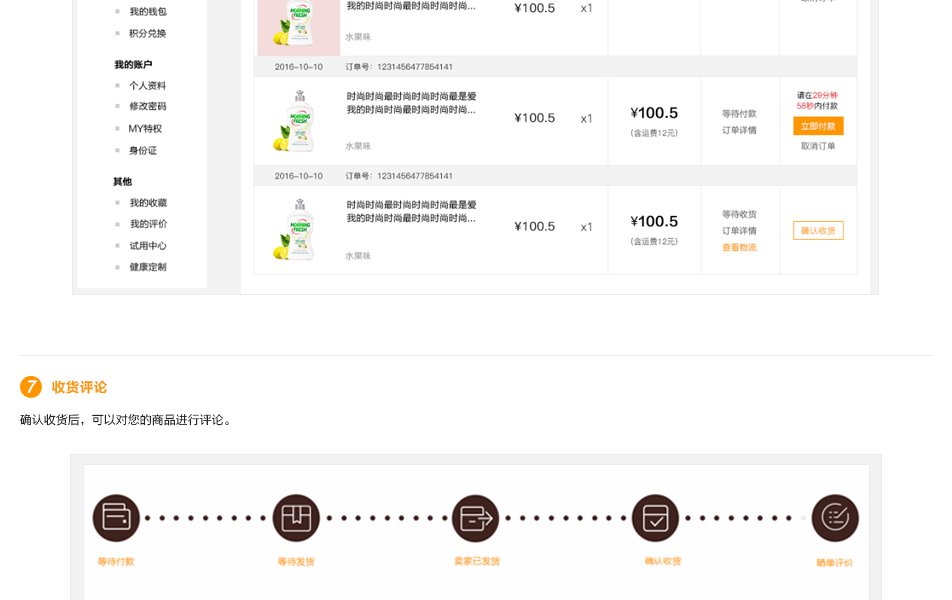 我的钱包
积分兑换
我的账户
个人资料
修改密码
MY特权
身份证
其他
我的收藏
我的评价
试用中心
健康定制
我的时尚时尚最时尚时尚时尚...
¥100.5
x1
水果味
2016-10-10
订单号：1231456477854141
MORNING FRESH
时尚时尚最时尚时尚时尚最是爱
我的时尚时尚最时尚时尚时尚...
水果味
¥100.5
x1
¥100.5
(含运费12元)
等待付款
订单详情
请在29分钟
58秒内付款
立即付款
取消订单
2016-10-10
订单号：1231456477854141
MORNING FRESH
时尚时尚最时尚时尚时尚最是爱
我的时尚时尚最时尚时尚时尚...
水果味
¥100.5
x1
¥100.5
(含运费12元)
等待收货
订单详情
查看物流
确认收货
7 收货评论
确认收货后，可以对您的商品进行评论。
等待付款
等待发货
卖家已发货
确认收货
晒单评价